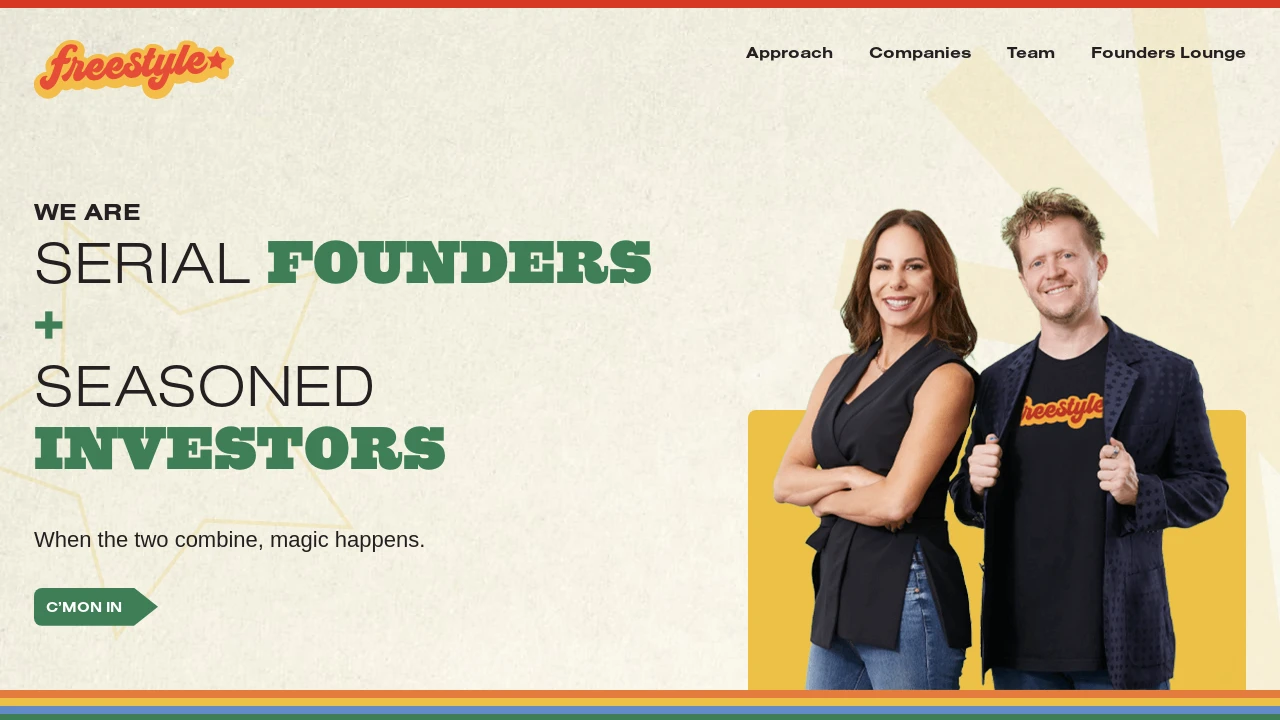 freestyle
Approach Companies Team Founders Lounge
WE ARE
SERIAL FOUNDERS
+
SEASONED
INVESTORS
When the two combine, magic happens.
C'MON IN
freestyle